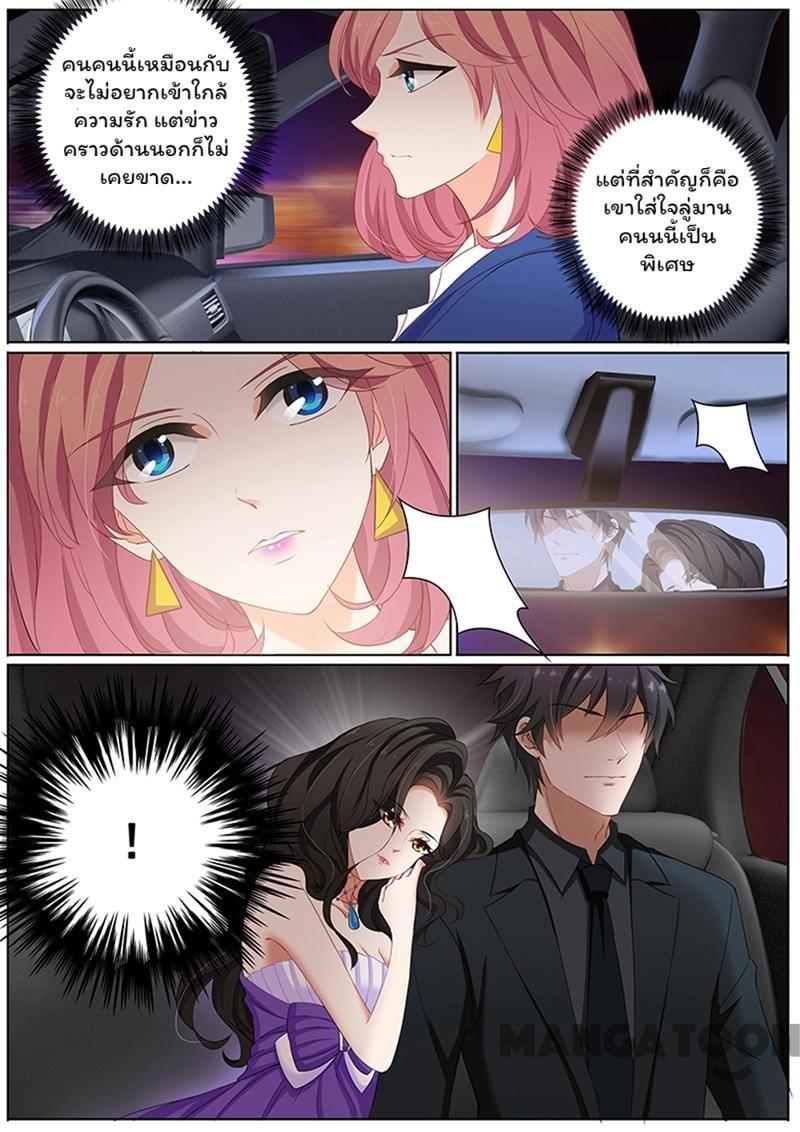 คนคนนี้เหมือนกับ
จะไม่อยากเข้าใกล้
ความรัก แต่ข่าว
คราวด้านนอกก็ไม่
เคยขาด...
แต่ที่สำคัญก็คือ
เขาใส่ใจลู่มาน
คนนนี้เป็น
พิเศษ
!
MANGATOON